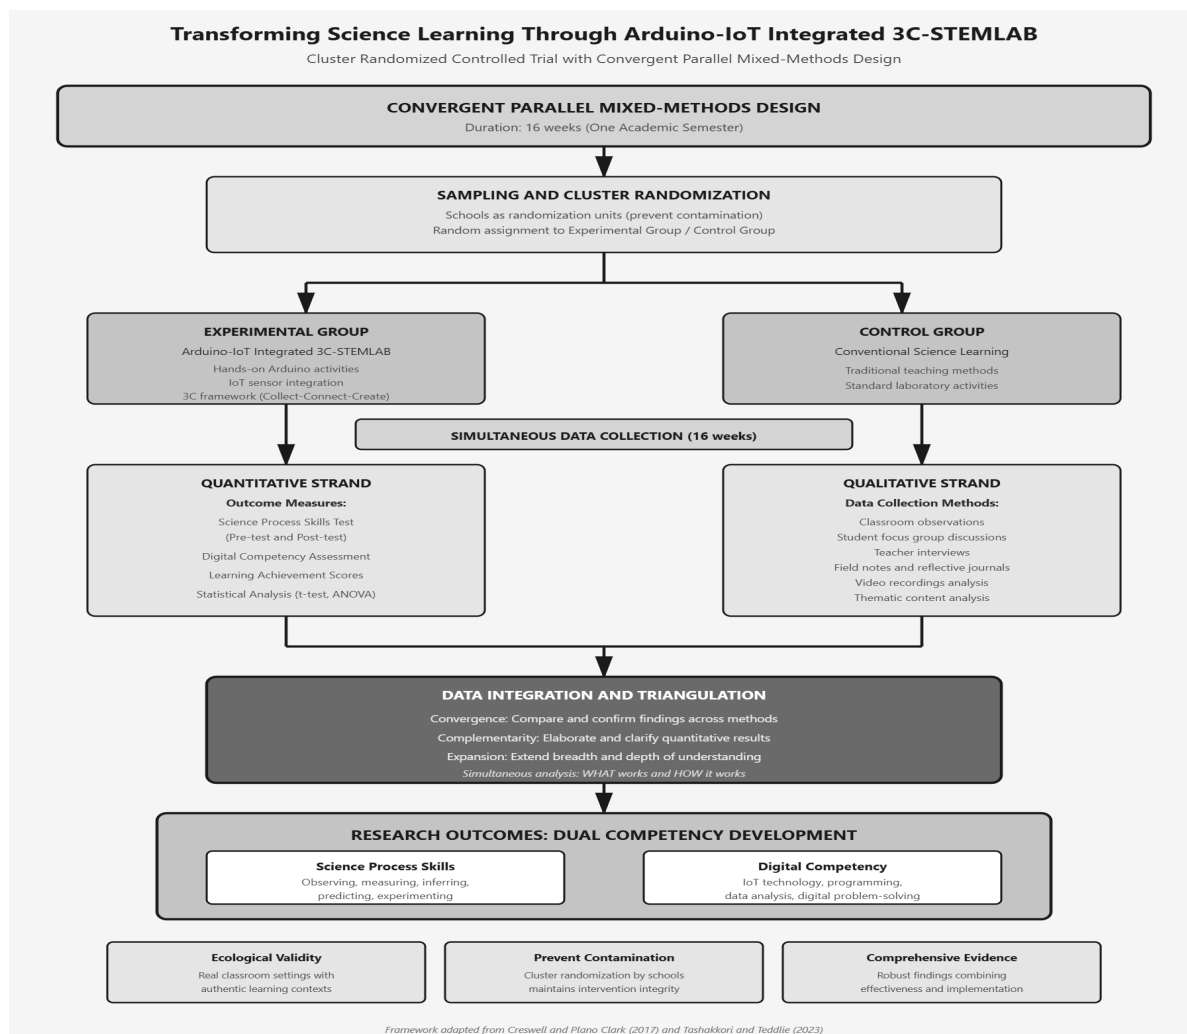 Transforming Science Learning Through Arduino-IoT Integrated 3C-STEMLAB
Cluster Randomized Controlled Trial with Convergent Parallel Mixed-Methods Design
CONVERGENT PARALLEL MIXED-METHODS DESIGN
Duration: 16 weeks (One Academic Semester)
SAMPLING AND CLUSTER RANDOMIZATION
Schools as randomization units (prevent contamination)
Random assignment to Experimental Group / Control Group
EXPERIMENTAL GROUP
Arduino-IoT Integrated 3C-STEMLAB
Hands-on Arduino activities
IoT sensor integration
3C framework (Collect-Connect-Create)
CONTROL GROUP
Conventional Science Learning
Traditional teaching methods
Standard laboratory activities
SIMULTANEOUS DATA COLLECTION (16 weeks)
QUANTITATIVE STRAND
Outcome Measures:
Science Process Skills Test
(Pre-test and Post-test)
Digital Competency Assessment
Learning Achievement Scores
Statistical Analysis (t-test, ANOVA)
QUALITATIVE STRAND
Data Collection Methods:
Classroom observations
Student focus group discussions
Teacher interviews
Field notes and reflective journals
Video recordings analysis
Thematic content analysis
DATA INTEGRATION AND TRIANGULATION
Convergence: Compare and confirm findings across methods
Complementarity: Elaborate and clarify quantitative results
Expansion: Extend breadth and depth of understanding
Simultaneous analysis: WHAT works and HOW it works
RESEARCH OUTCOMES: DUAL COMPETENCY DEVELOPMENT
Science Process Skills
Observing, measuring, inferring,
predicting, experimenting
Digital Competency
IoT technology, programming,
data analysis, digital problem-solving
Ecological Validity
Real classroom settings with
authentic learning contexts
Prevent Contamination
Cluster randomization by schools
maintains intervention integrity
Comprehensive Evidence
Robust findings combining
effectiveness and implementation
Framework adapted from Creswell and Plano Clark (2017) and Tashakkori and Teddlie (2023)